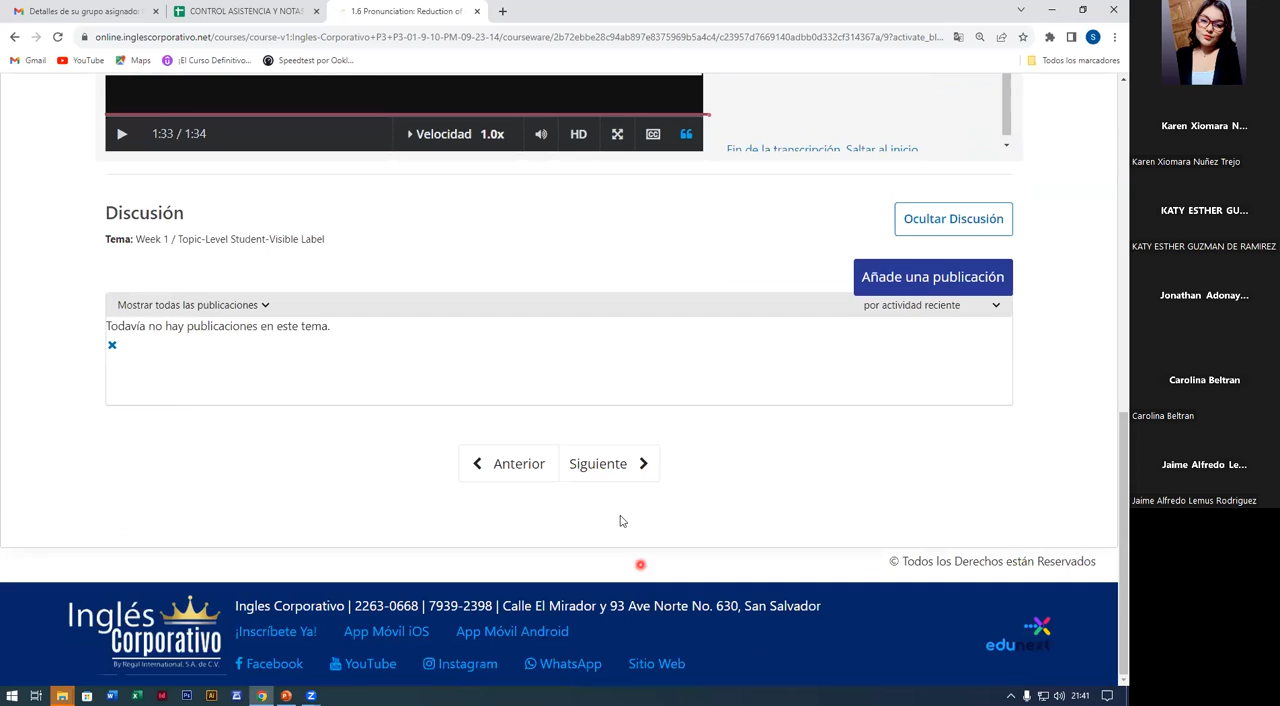 Detalles de su grupo asignado:
CONTROL ASISTENCIA Y NOTAS
1.6 Pronunciation: Reduction of
online.inglescorporativo.net/courses/course-v1:Ingles-Corporativo+P3+P3-01-9-10-PM-09-23-14/courseware/2b72ebbe28c94ab897e8375969b5a4c4/c23957d7669140adbb0d332cf314367a/9?activate_bl...
S
Gmail
YouTube
Maps
¡El Curso Definitivo...
Speedtest por Ookl...
Todos los marcadores
1:33 / 1:34
Velocidad 1.0x
HD
Fin de la transcripción. Saltar al inicio
Discusión
Ocultar Discusión
Tema: Week 1 / Topic-Level Student-Visible Label
Añade una publicación
Mostrar todas las publicaciones
por actividad reciente
Todavía no hay publicaciones en este tema.
Anterior
Siguiente
© Todos los Derechos están Reservados
Inglés
Corporativo
By Regal International, S.A. de C.V.
Ingles Corporativo | 2263-0668 | 7939-2398 | Calle El Mirador y 93 Ave Norte No. 630, San Salvador
¡Inscríbete Ya!
App Móvil iOS
App Móvil Android
Facebook
YouTube
Instagram
WhatsApp
Sitio Web
edunext
21:41
Karen Xiomara N...
Karen Xiomara Nuñez Trejo
KATY ESTHER GU...
KATY ESTHER GUZMAN DE RAMIREZ
Jonathan Adonay...
Carolina Beltran
Carolina Beltran
Jaime Alfredo Le...
Jaime Alfredo Lemus Rodriguez